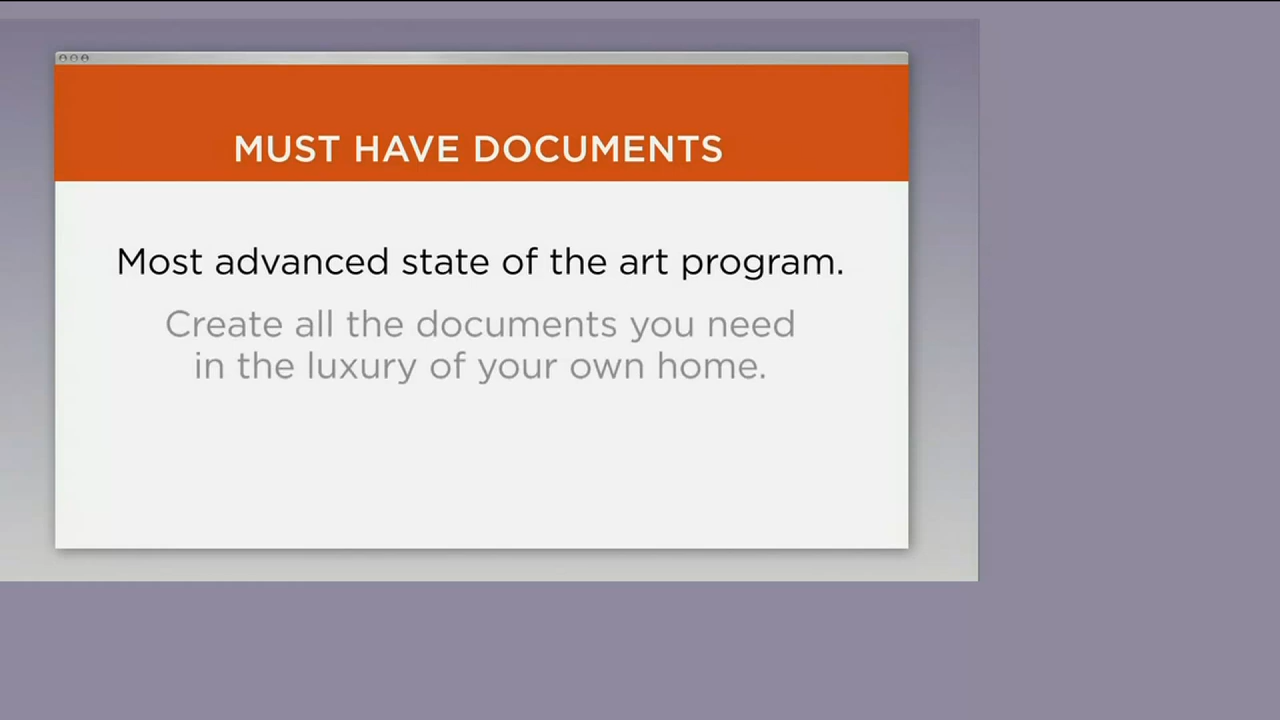 MUST HAVE DOCUMENTS
Most advanced state of the art program.
Create all the documents you need
in the luxury of your own home.